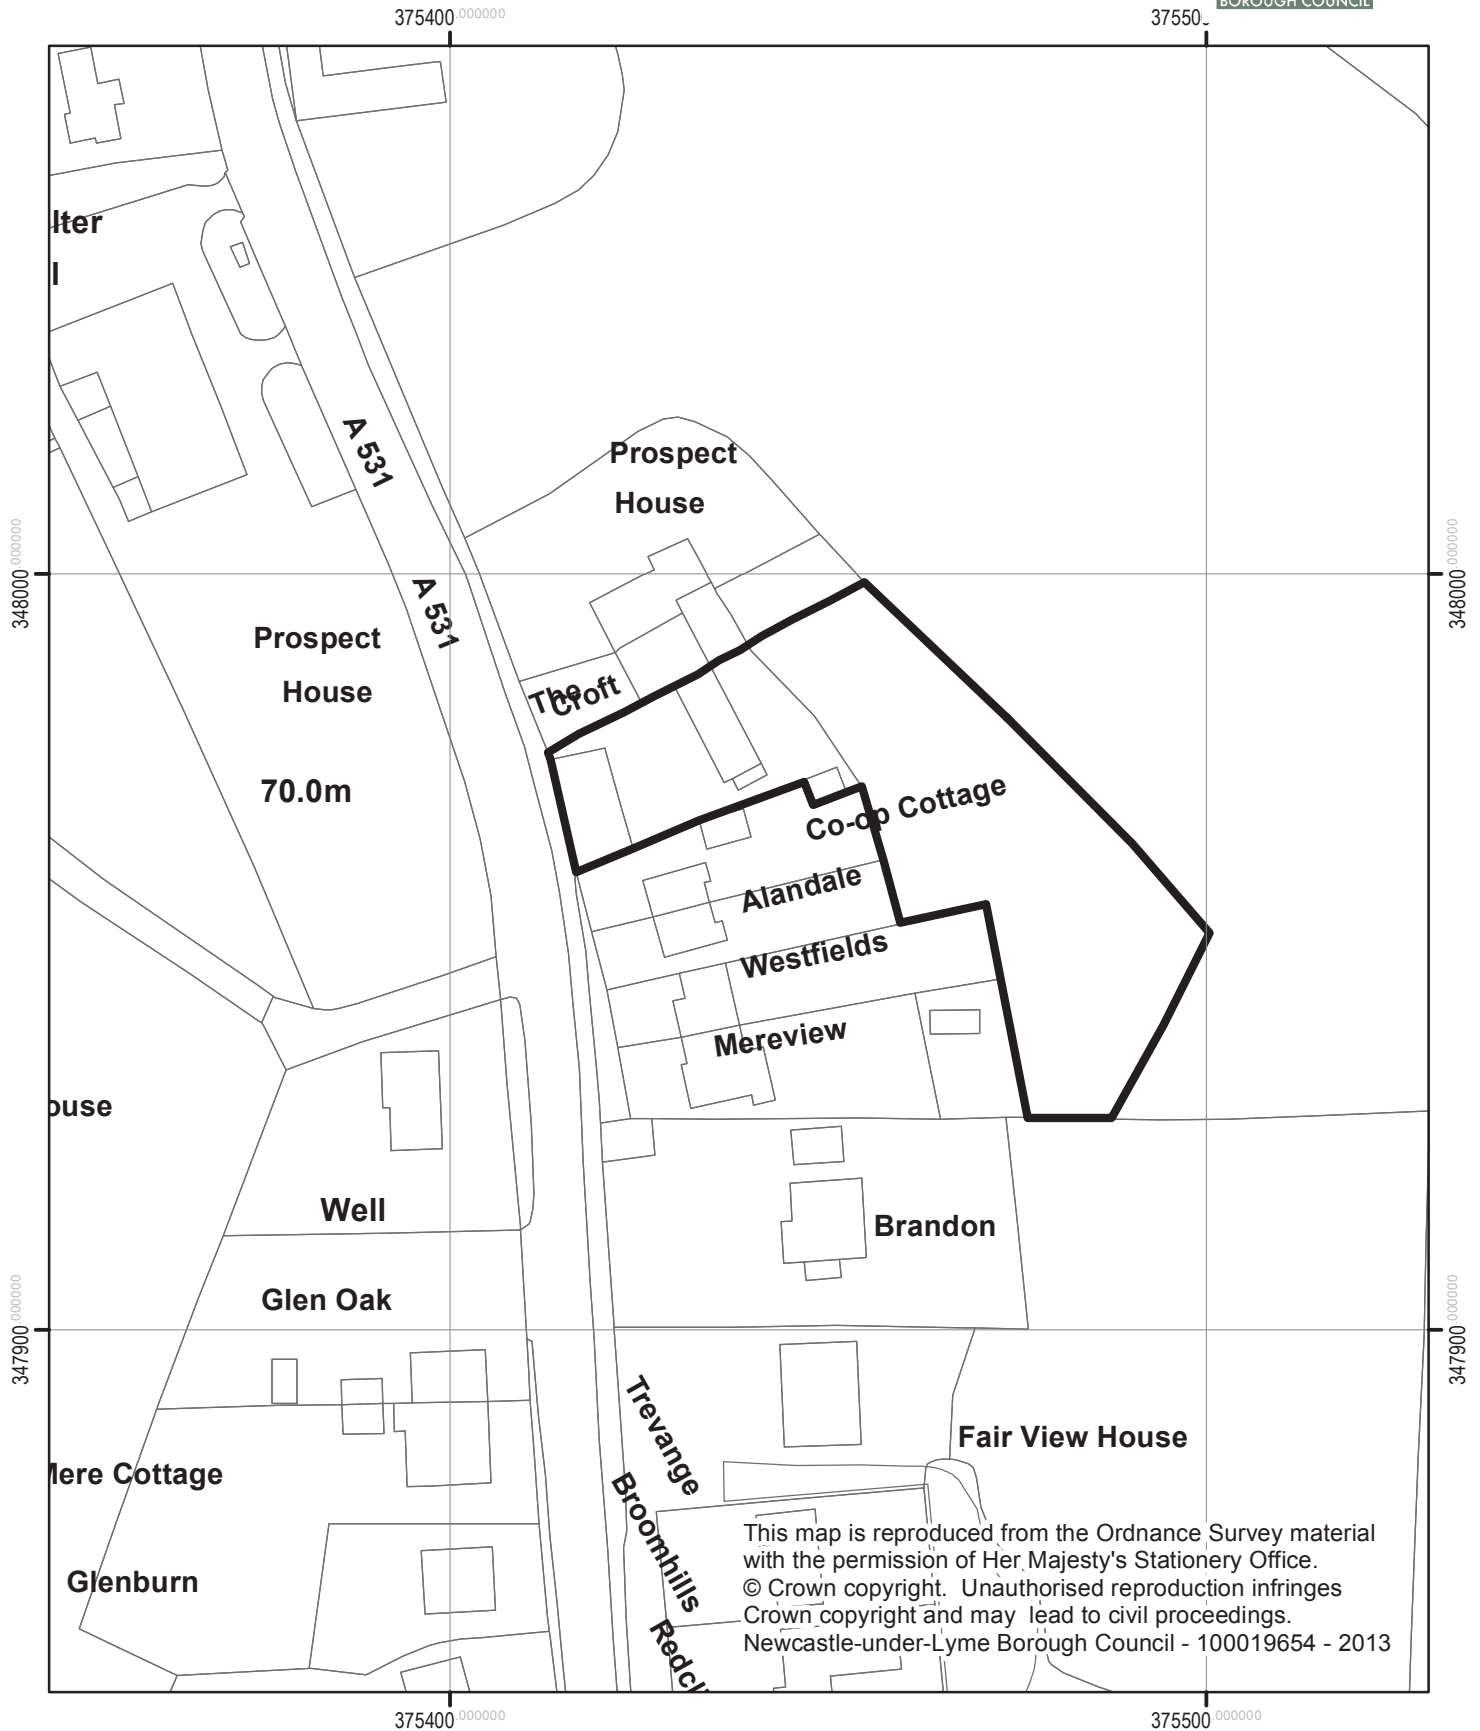 BOROUGH COUNCIL
375400.000000
375500
lter
l
A 531
Prospect
House
348000.000000
348000.000000
A 531
Prospect
House
The
Croft
70.0m
Co-op Cottage
Alandale
Westfields
Mereview
ouse
Well
Brandon
Glen Oak
347900.000000
347900.000000
Trevange
Fair View House
Mere Cottage
Broomhills
Glenburn
Redcl
This map is reproduced from the Ordnance Survey material
with the permission of Her Majesty's Stationery Office.
© Crown copyright. Unauthorised reproduction infringes
Crown copyright and may lead to civil proceedings.
Newcastle-under-Lyme Borough Council - 100019654 - 2013
375400.000000
375500.000000